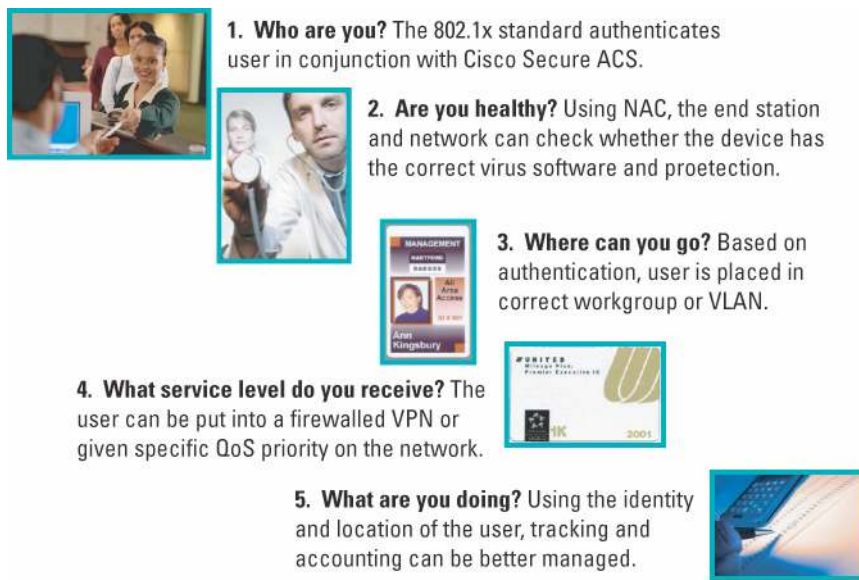 1. Who are you? The 802.1x standard authenticates
user in conjunction with Cisco Secure ACS.
2. Are you healthy? Using NAC, the end station
and network can check whether the device has
the correct virus software and proetection.
MANAGEMENT
All
Area
Access
Ann
Kingsbury
3. Where can you go? Based on
authentication, user is placed in
correct workgroup or VLAN.
4. What service level do you receive? The
user can be put into a firewalled VPN or
given specific QoS priority on the network.
UNITED
Mileage Plus,
Premier Executive 1K
1K
2001
5. What are you doing? Using the identity
and location of the user, tracking and
accounting can be better managed.